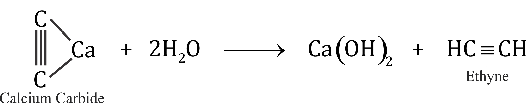 C
Ca + 2H₂O ⟶ Ca(OH)₂ + HC≡CH
C
Ethyne
Calcium Carbide